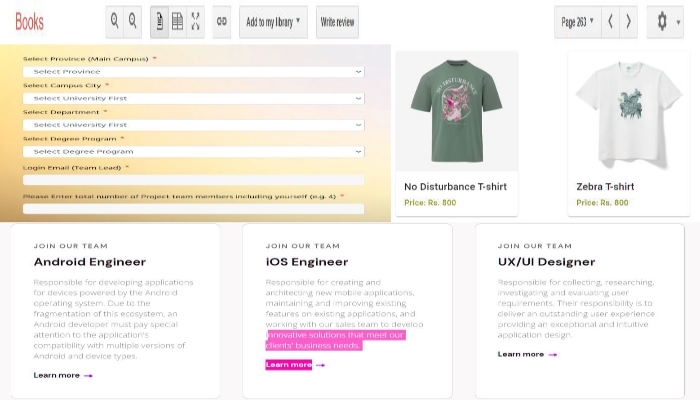 Books
Add to my library
Write review
Page 263
Select Province (Main Campus) *
Select Province
Select Campus City *
Select University First
Select Department *
Select University First
Select Degree Program *
Select Degree Program
Login Email (Team Lead) *
Please Enter total number of Project team members including yourself (e.g. 4) *
NO DISTURBANCE
No Disturbance T-shirt
Price: Rs. 800
Zebra T-shirt
Price: Rs. 800
JOIN OUR TEAM
Android Engineer
Responsible for developing applications
for devices powered by the Android
operating system. Due to the
fragmentation of this ecosystem, an
Android developer must pay special
attention to the application's
compatibility with multiple versions of
Android and device types.
Learn more →
JOIN OUR TEAM
iOS Engineer
Responsible for creating and
architecting new mobile applications,
maintaining and improving existing
features on existing applications, and
working with our sales team to develop
innovative solutions that meet our
clients' business needs.
Learn more →
JOIN OUR TEAM
UX/UI Designer
Responsible for collecting, researching,
investigating and evaluating user
requirements. Their responsibility is to
deliver an outstanding user experience
providing an exceptional and intuitive
application design.
Learn more →